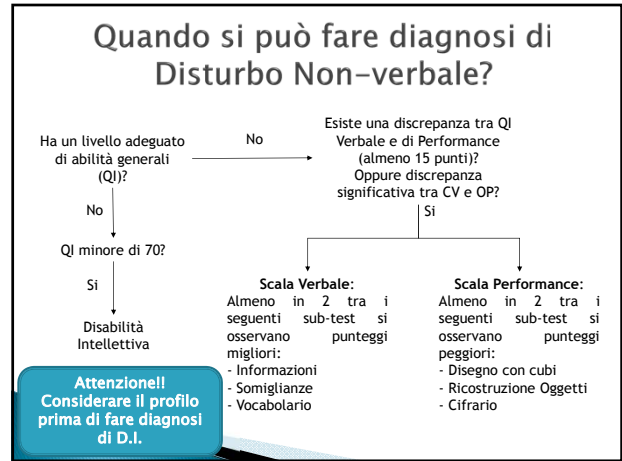 Quando si può fare diagnosi di
Disturbo Non-verbale?
Ha un livello adeguato
di abilità generali
(QI)?
No
Esiste una discrepanza tra QI
Verbale e di Performance
(almeno 15 punti)?
Oppure discrepanza
significativa tra CV e OP?
No
Si
QI minore di 70?
Si
Disabilità
Intellettiva
Scala Verbale:
Almeno in 2 tra i
seguenti sub-test si
osservano punteggi
migliori:
- Informazioni
- Somiglianze
- Vocabolario
Scala Performance:
Almeno in 2 tra i
seguenti sub-test si
osservano punteggi
peggiori:
- Disegno con cubi
- Ricostruzione Oggetti
- Cifrario
Attenzione!!
Considerare il profilo
prima di fare diagnosi
di D.I.